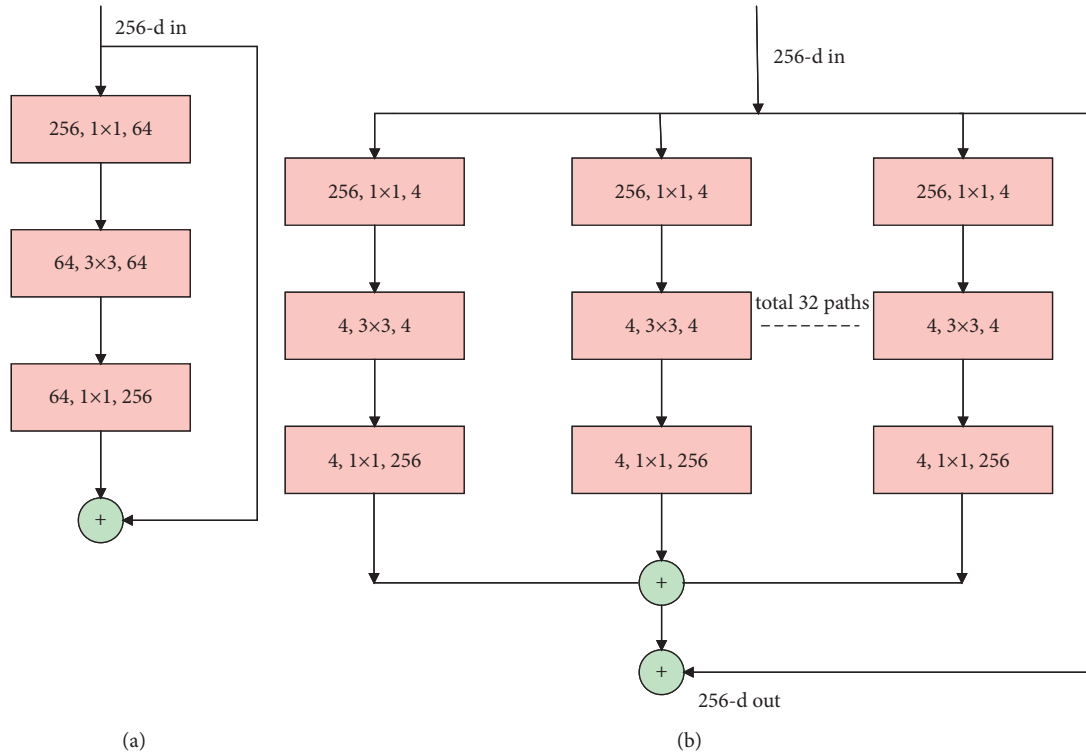 256-d in
256, 1×1, 64
64, 3×3, 64
64, 1×1, 256
+
(a)
256-d in
256, 1×1, 4
256, 1×1, 4
256, 1×1, 4
4, 3×3, 4
4, 3×3, 4
total 32 paths
4, 3×3, 4
4, 1×1, 256
4, 1×1, 256
4, 1×1, 256
+
+
256-d out
(b)